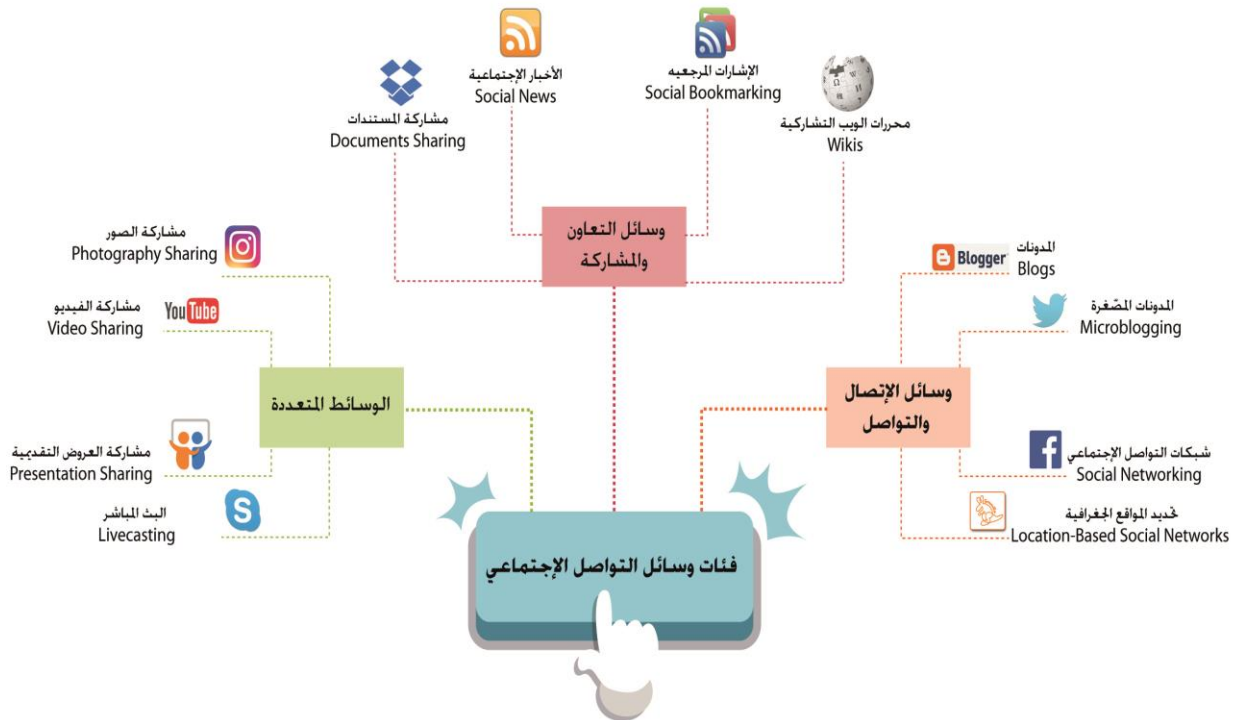 الأخبار الإجتماعية
Social News
الإشارات المرجعيه
Social Bookmarking
مشاركة المستندات
Documents Sharing
محررات الويب التشاركية
Wikis
وسائل التعاون
والمشاركة
مشاركة الصور
Photography Sharing
مشاركة الفيديو
Video Sharing
YouTube
الوسائط المتعددة
مشاركة العروض التقديمية
Presentation Sharing
البث المباشر
Livecasting
S
المدونات
Blogs
Blogger
المدونات المصّغرة
Microblogging
وسائل الإتصال
والتواصل
شبكات التواصل الإجتماعي
Social Networking
f
تحديد المواقع الجغرافية
Location-Based Social Networks
فئات وسائل التواصل الإجتماعي